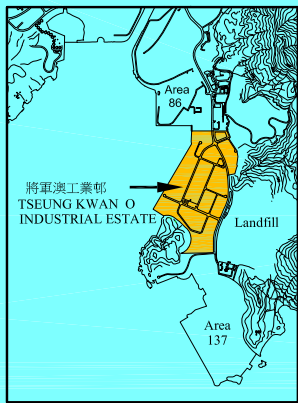 Area
86
將軍澳工業邨
TSEUNG KWAN O
INDUSTRIAL ESTATE
Landfill
Area
137